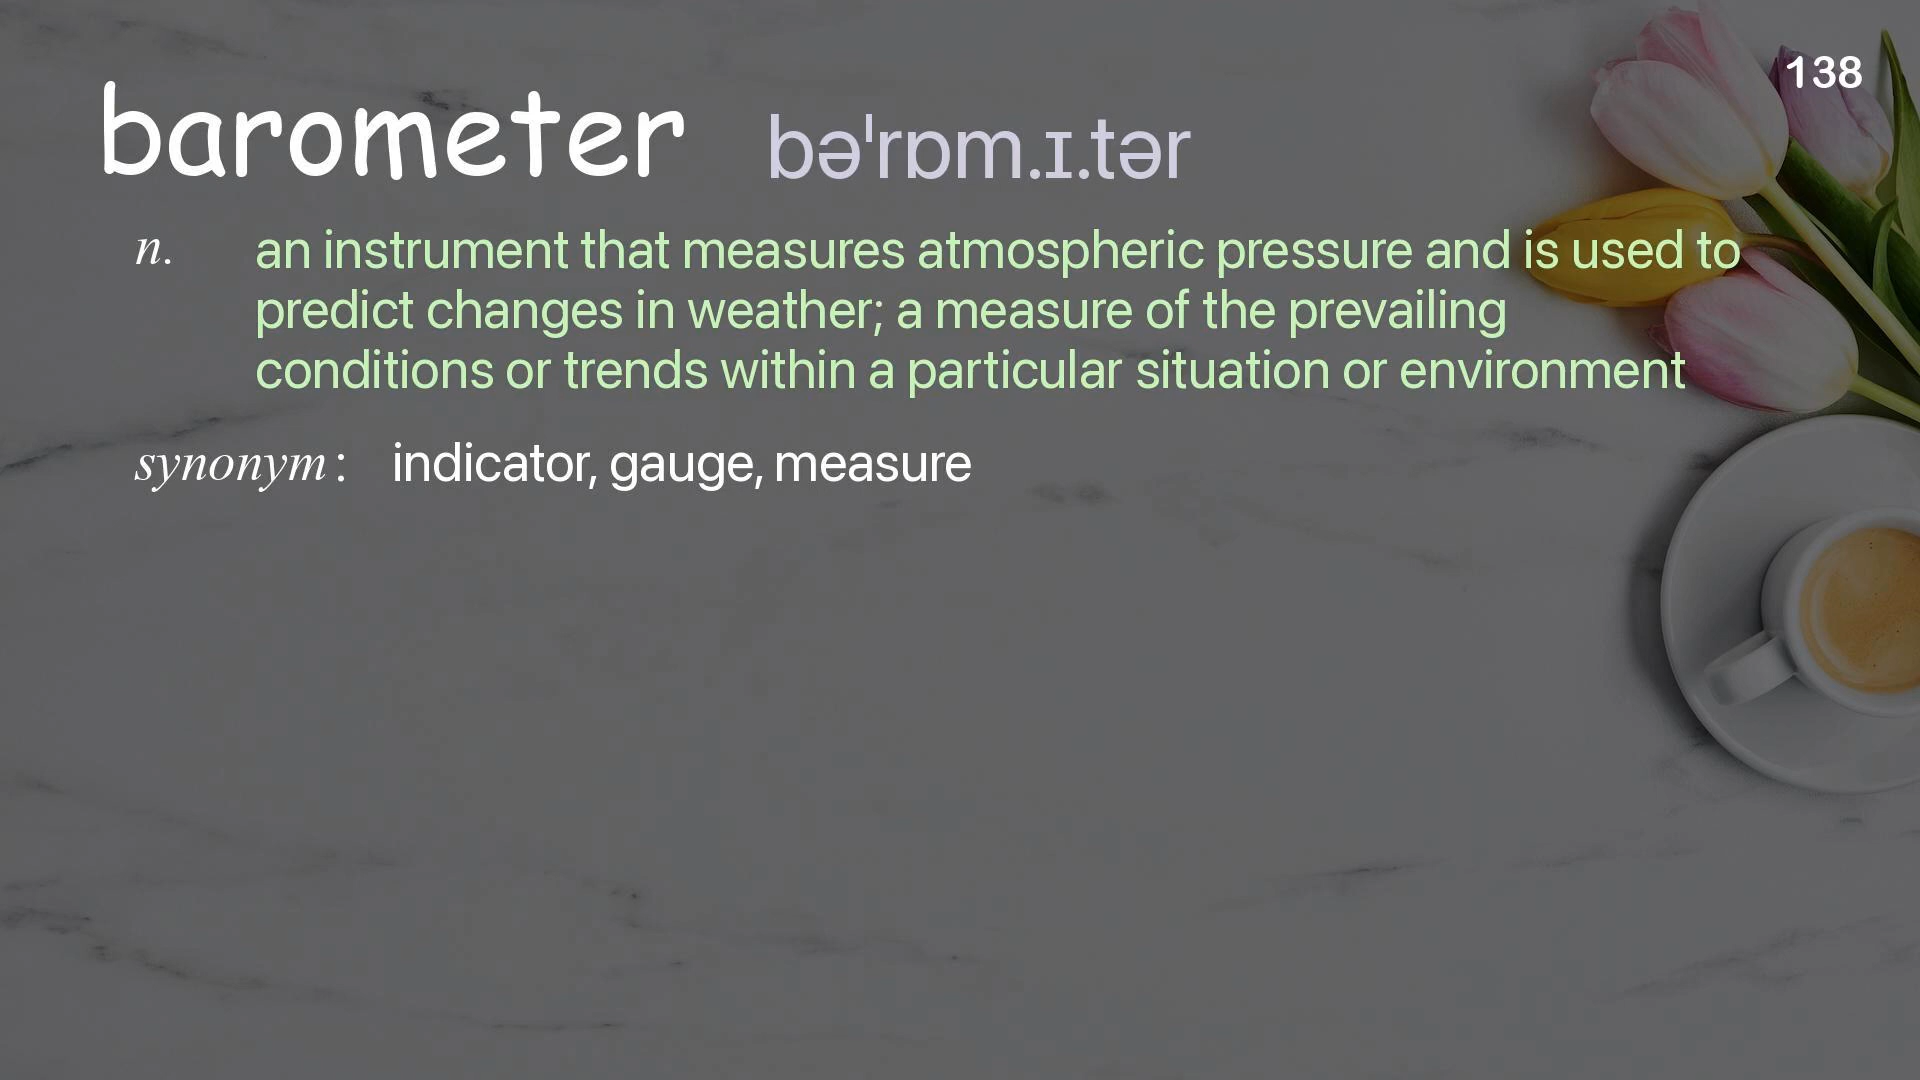 138
barometer bəˈrɒm.ɪ.tər
n. an instrument that measures atmospheric pressure and is used to
predict changes in weather; a measure of the prevailing
conditions or trends within a particular situation or environment
synonym : indicator, gauge, measure